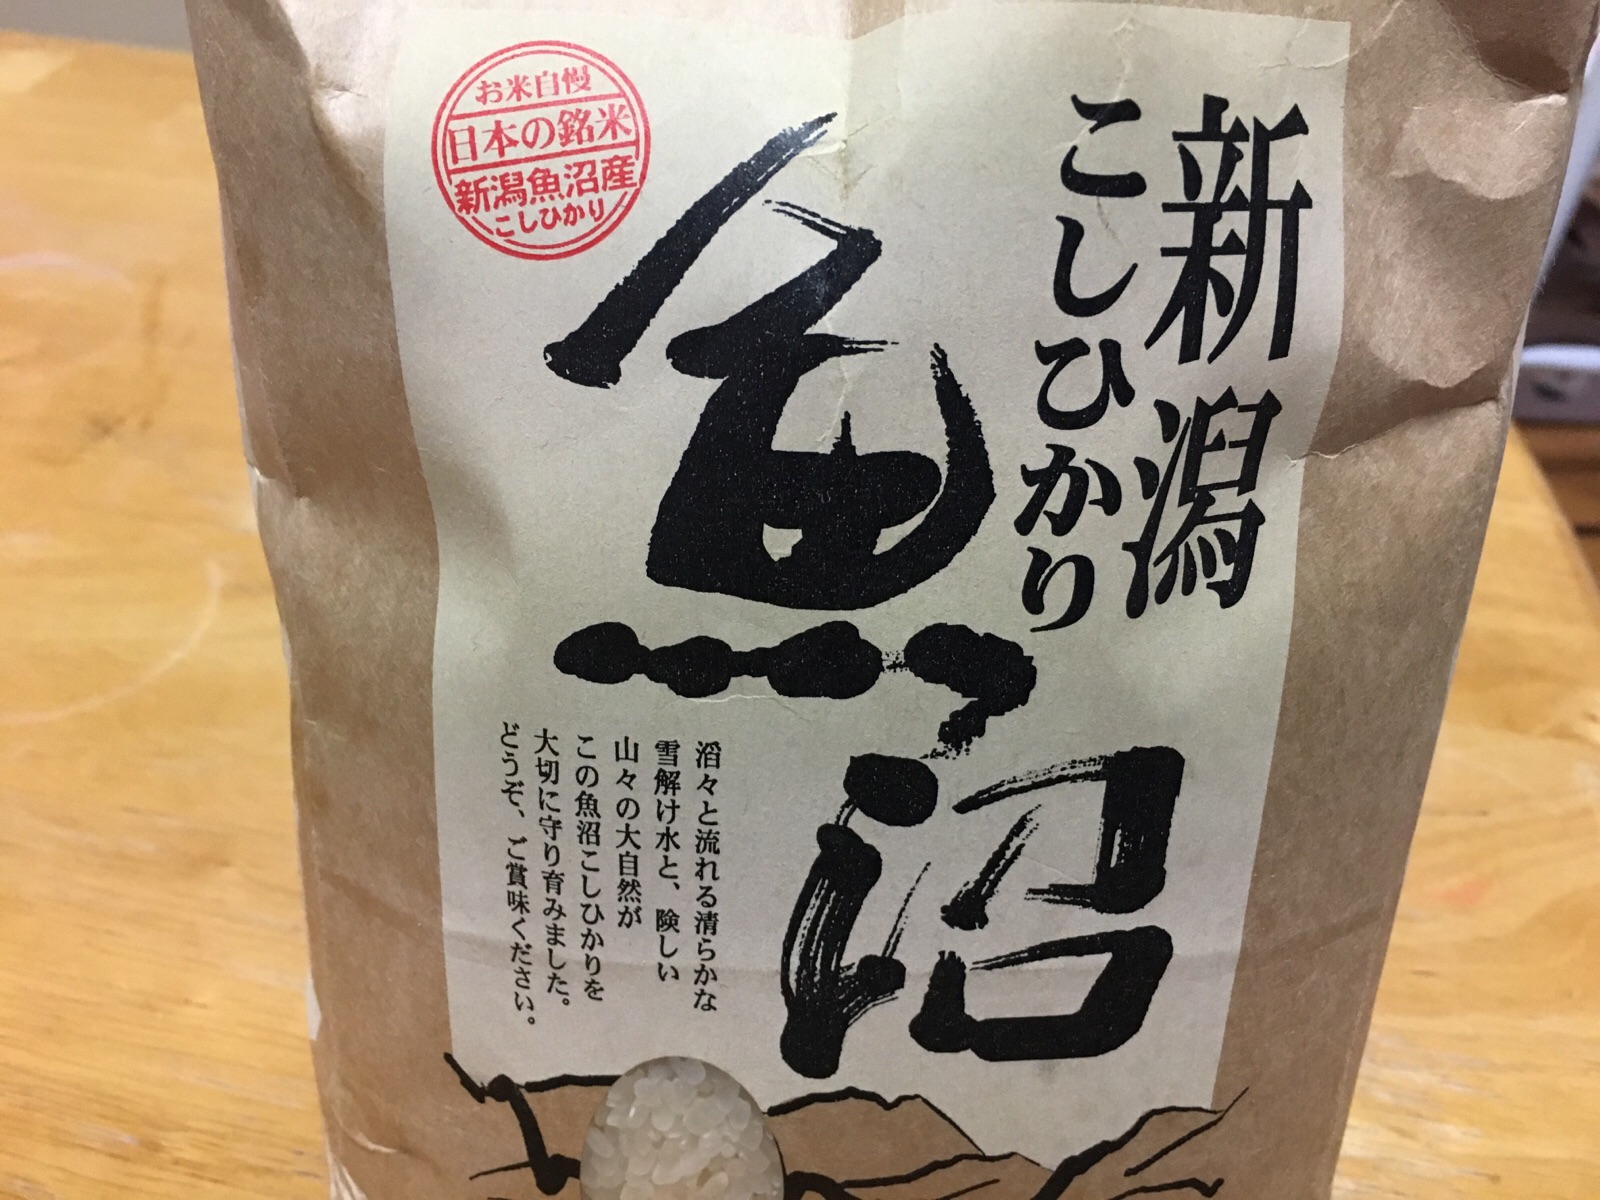 お米自慢
日本の銘米
新潟魚沼産
こしひかり
新潟
こしひかり
魚沼
滔々と流れる清らかな
雪解け水と、険しい
山々の大自然が
この魚沼こしひかりを
大切に守り育みました。
どうぞ、ご賞味ください。